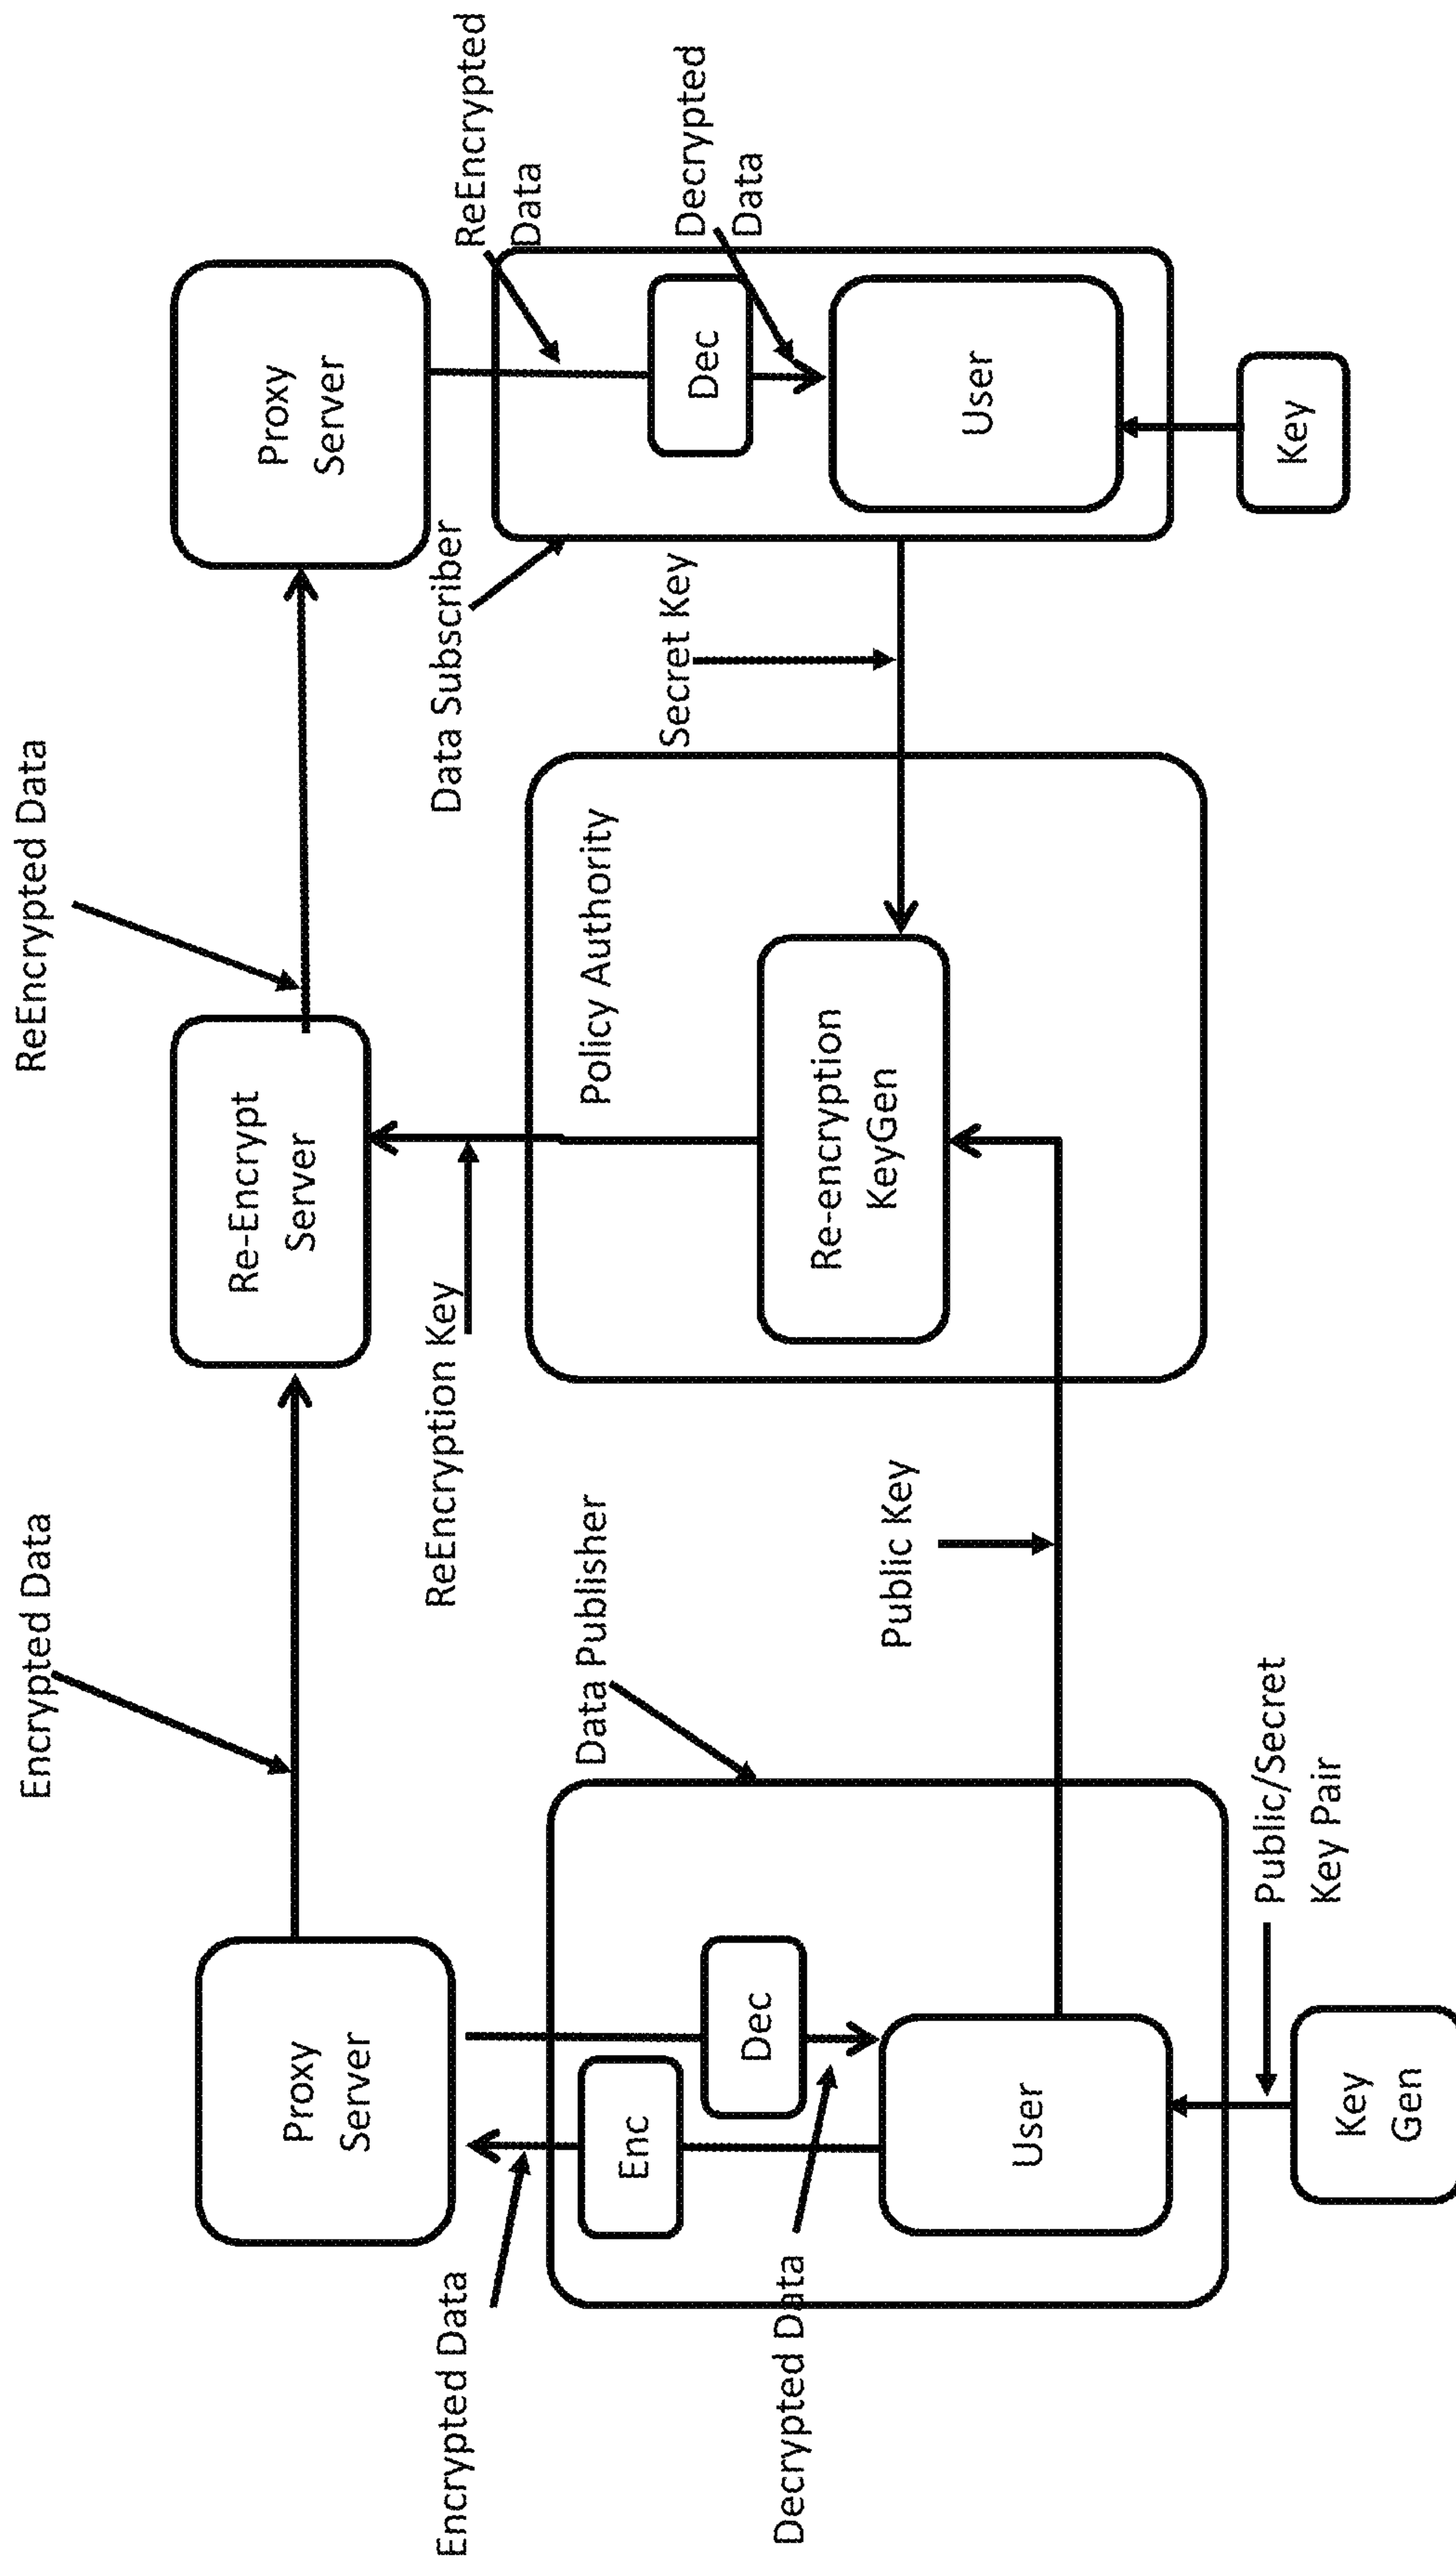 Encrypted Data
ReEncrypted Data
Proxy
Server
Re-Encrypt
Server
Proxy
Server
Encrypted Data
ReEncryption Key
Data Subscriber
ReEncrypted
Data
Data Publisher
Policy Authority
Enc
Dec
Decrypted Data
Secret Key
Dec
Decrypted
Data
Public Key
Re-encryption
KeyGen
User
User
Public/Secret
Key Pair
Key
Gen
Key